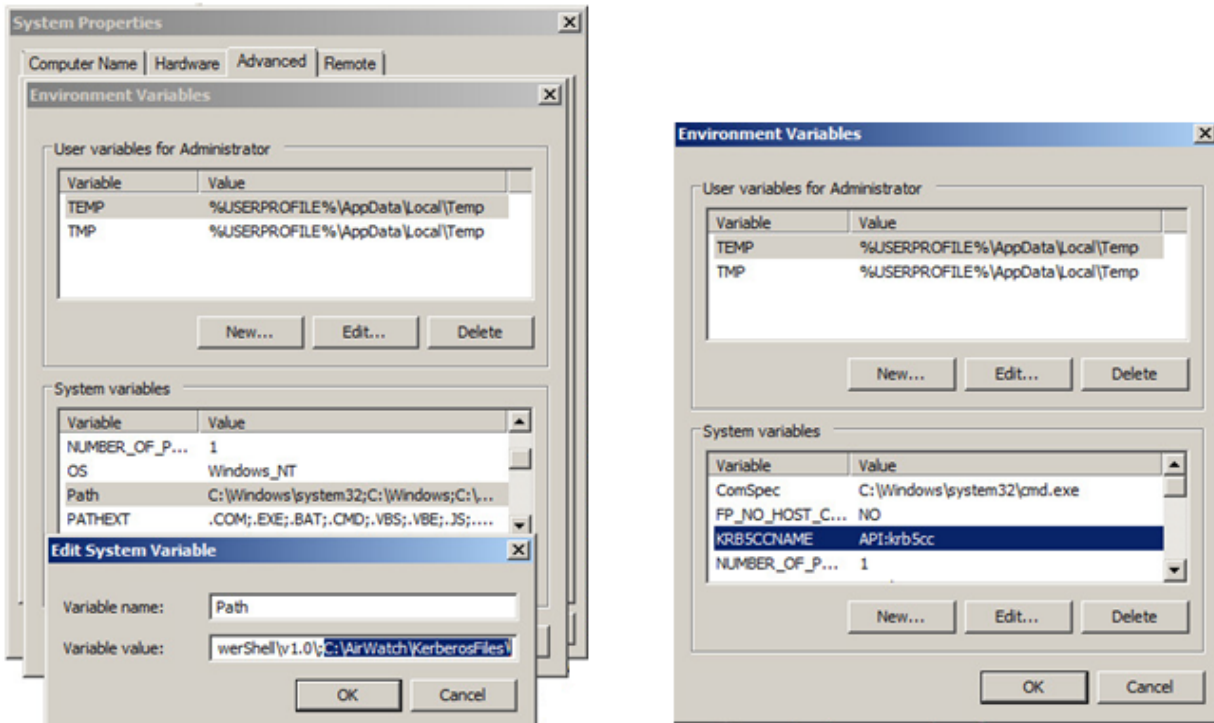 System Properties
Computer Name Hardware Advanced Remote
Environment Variables
User variables for Administrator
Variable Value
TEMP %USERPROFILE%\AppData\Local\Temp
TMP %USERPROFILE%\AppData\Local\Temp
New... Edit... Delete
System variables
Variable Value
NUMBER_OF_P... 1
OS Windows_NT
Path C:\Windows\system32;C:\Windows;C:\...
PATHEXT .COM;.EXE;.BAT;.CMD;.VBS;.VBE;.JS;....
Edit System Variable
Variable name: Path
Variable value: werShell\v1.0\;C:\AirWatch\KerberosFiles\
OK Cancel
Environment Variables
User variables for Administrator
Variable Value
TEMP %USERPROFILE%\AppData\Local\Temp
TMP %USERPROFILE%\AppData\Local\Temp
New... Edit... Delete
System variables
Variable Value
ComSpec C:\Windows\system32\cmd.exe
FP_NO_HOST_C... NO
KRB5CCNAME API:krb5cc
NUMBER_OF_P... 1
New... Edit... Delete
OK Cancel